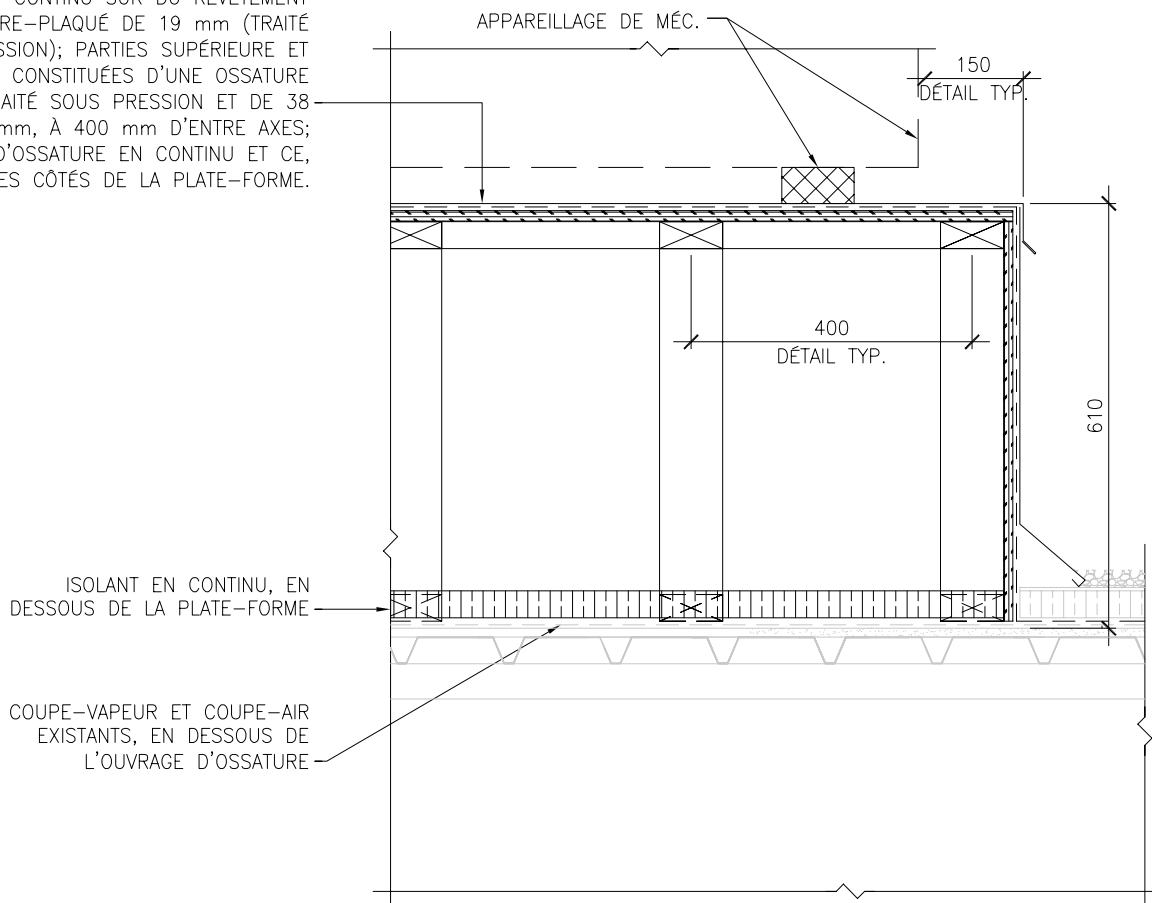 CONTINU SUR DU REVÊTEMENT
RE-PLAQUÉ DE 19 mm (TRAITÉ
SSION); PARTIES SUPÉRIEURE ET
CONSTITUÉES D'UNE OSSATURE
AITÉ SOUS PRESSION ET DE 38
mm, À 400 mm D'ENTRE AXES;
D'OSSATURE EN CONTINU ET CE,
ES CÔTÉS DE LA PLATE-FORME.
APPAREILLAGE DE MÉC.
150
DÉTAIL TYP.
400
DÉTAIL TYP.
610
ISOLANT EN CONTINU, EN
DESSOUS DE LA PLATE-FORME
COUPE-VAPEUR ET COUPE-AIR
EXISTANTS, EN DESSOUS DE
L'OUVRAGE D'OSSATURE